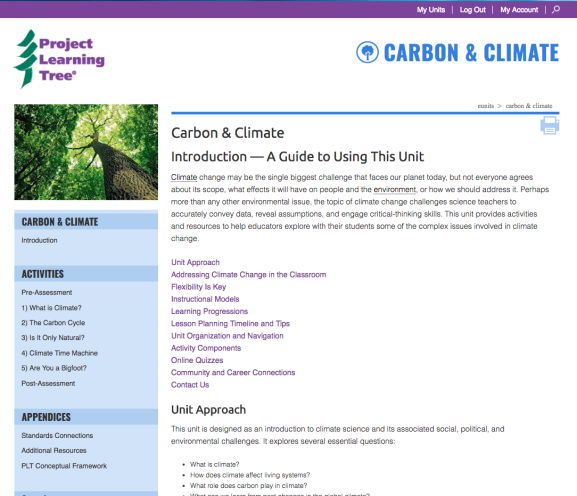 My Units | Log Out | My Account |
Project
Learning
Tree®
CARBON & CLIMATE
eunits > carbon & climate
CARBON & CLIMATE
Introduction
ACTIVITIES
Pre-Assessment
1) What is Climate?
2) The Carbon Cycle
3) Is It Only Natural?
4) Climate Time Machine
5) Are You a Bigfoot?
Post-Assessment
APPENDICES
Standards Connections
Additional Resources
PLT Conceptual Framework
Carbon & Climate
Introduction — A Guide to Using This Unit
Climate change may be the single biggest challenge that faces our planet today, but not everyone agrees
about its scope, what effects it will have on people and the environment, or how we should address it. Perhaps
more than any other environmental issue, the topic of climate change challenges science teachers to
accurately convey data, reveal assumptions, and engage critical-thinking skills. This unit provides activities
and resources to help educators explore with their students some of the complex issues involved in climate
change.
Unit Approach
Addressing Climate Change in the Classroom
Flexibility Is Key
Instructional Models
Learning Progressions
Lesson Planning Timeline and Tips
Unit Organization and Navigation
Activity Components
Online Quizzes
Community and Career Connections
Contact Us
Unit Approach
This unit is designed as an introduction to climate science and its associated social, political, and
environmental challenges. It explores several essential questions:
• What is climate?
• How does climate affect living systems?
• What role does carbon play in climate?
• What can we learn from past changes in the global climate?